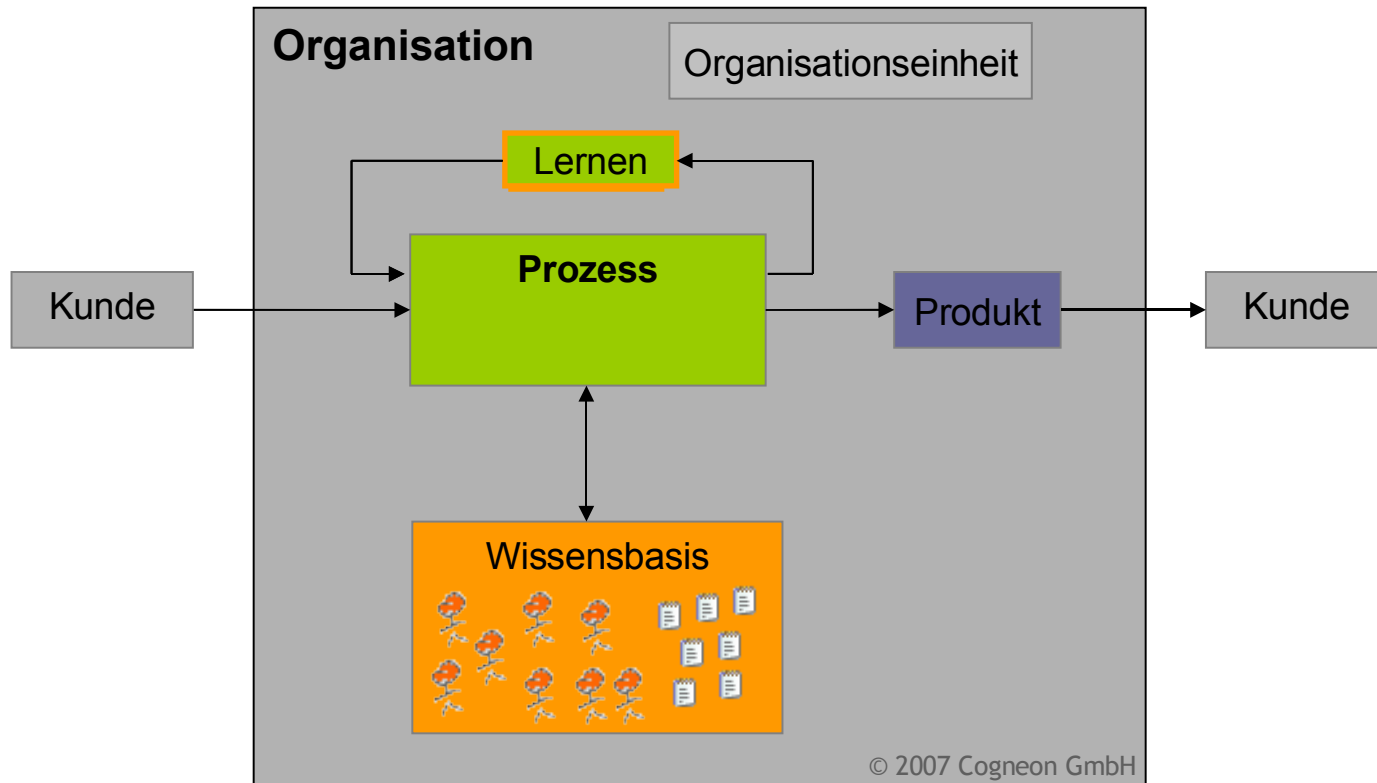 Organisation
Organisationseinheit
Lernen
Prozess
Kunde
Produkt
Kunde
Wissensbasis
© 2007 Cogneon GmbH